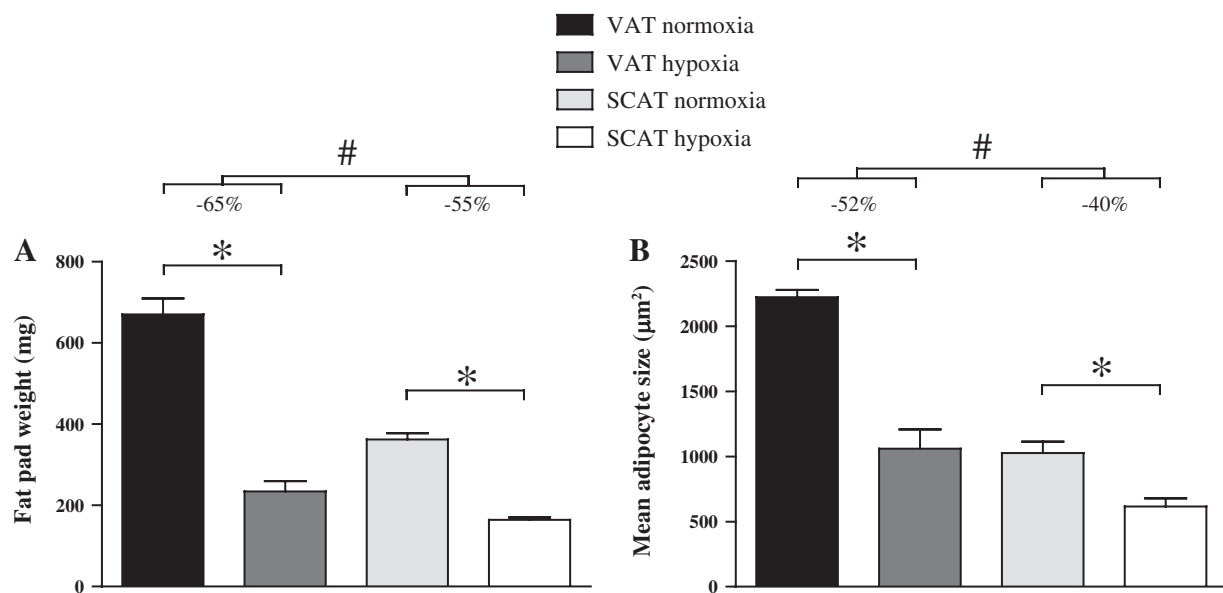 VAT normoxia
VAT hypoxia
SCAT normoxia
SCAT hypoxia
#
-65%
-55%
A
*
*
800
600
400
200
0
Fat pad weight (mg)
#
-52%
-40%
B
*
*
2500
2000
1500
1000
500
0
Mean adipocyte size (µm²)